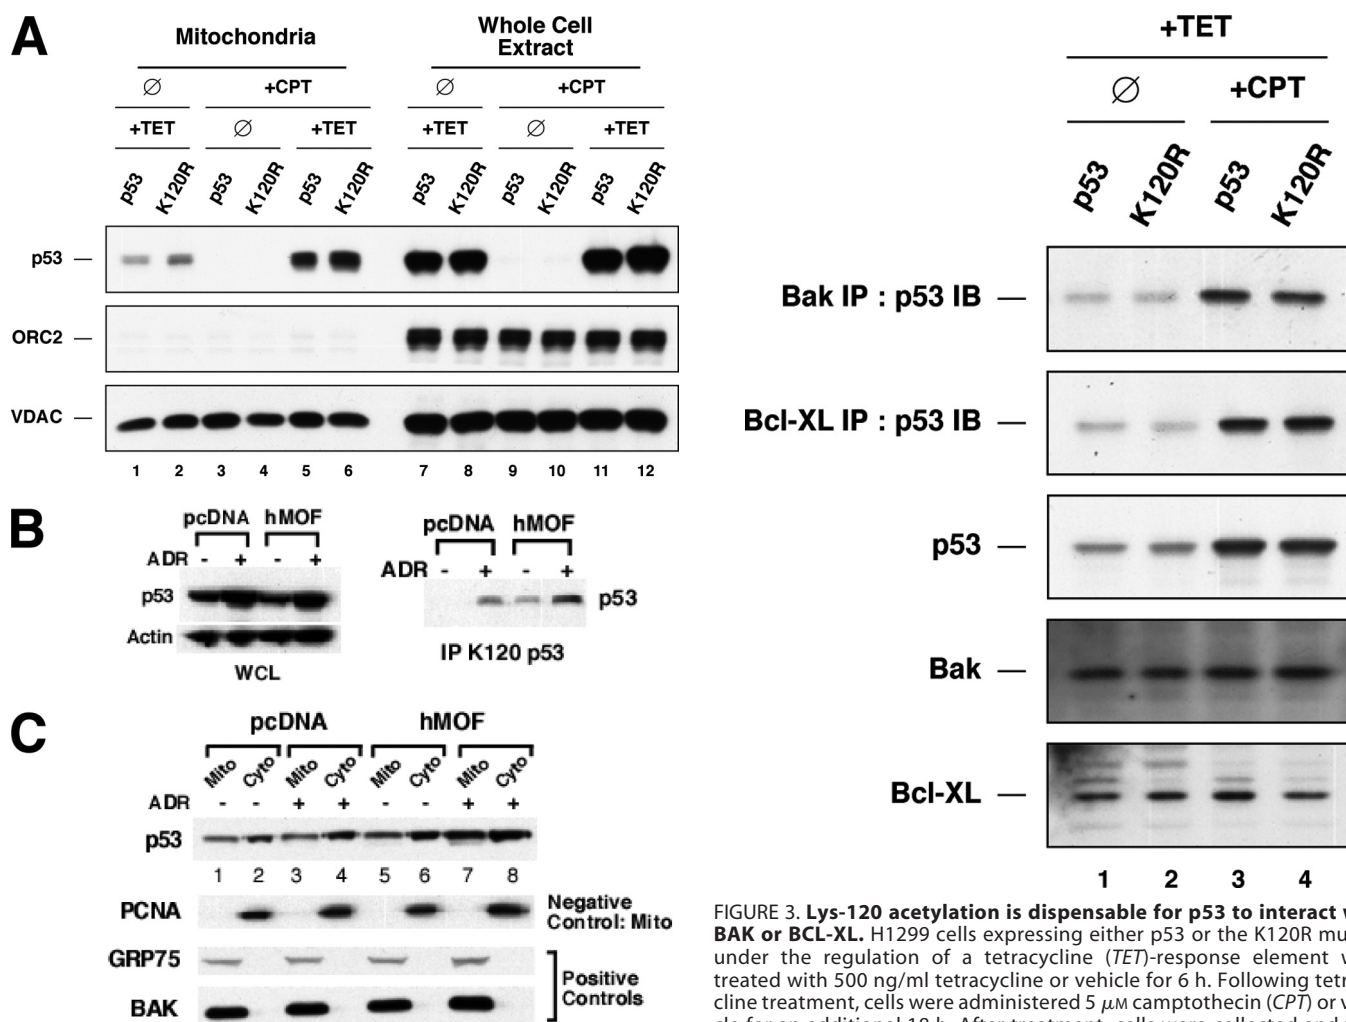 A
Mitochondria
Whole Cell
Extract
∅ +CPT ∅ +CPT
+TET ∅ +TET +TET ∅ +TET
p53 K120R p53 K120R p53 K120R p53 K120R p53 K120R p53 K120R
p53
ORC2
VDAC
1 2 3 4 5 6 7 8 9 10 11 12
B
pcDNA hMOF
ADR - + - +
p53
Actin
WCL
pcDNA hMOF
ADR - + - +
p53
IP K120 p53
C
pcDNA hMOF
Mito Cyto Mito Cyto Mito Cyto Mito Cyto
ADR - - + + - - + +
p53
1 2 3 4 5 6 7 8
PCNA
Negative
Control: Mito
GRP75
BAK
Positive
Controls
+TET
∅ +CPT
p53 K120R p53 K120R
Bak IP : p53 IB
Bcl-XL IP : p53 IB
p53
Bak
Bcl-XL
1 2 3 4
FIGURE 3. Lys-120 acetylation is dispensable for p53 to interact
BAK or BCL-XL. H1299 cells expressing either p53 or the K120R
under the regulation of a tetracycline (TET)-response element
treated with 500 ng/ml tetracycline or vehicle for 6 h. Following
cline treatment, cells were administered 5 μM camptothecin (CPT) or